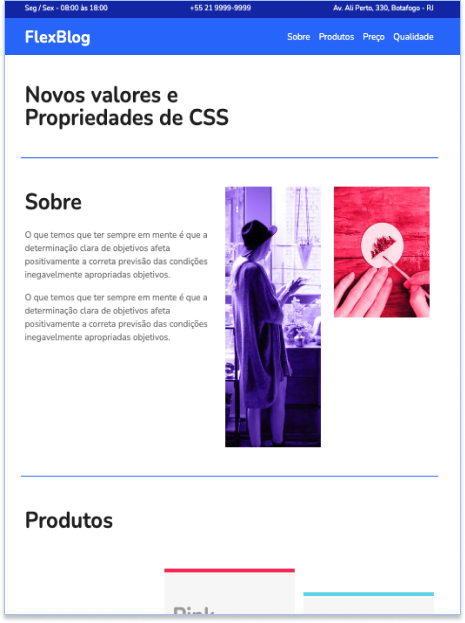 Seg / Sex - 08:00 às 18:00
+55 21 9999-9999
Av. Ali Perto, 330, Botafogo - RJ
FlexBlog
Sobre Produtos Preço Qualidade
Novos valores e
Propriedades de CSS
Sobre
O que temos que ter sempre em mente é que a
determinação clara de objetivos afeta
positivamente a correta previsão das condições
inegavelmente apropriadas objetivos.
O que temos que ter sempre em mente é que a
determinação clara de objetivos afeta
positivamente a correta previsão das condições
inegavelmente apropriadas objetivos.
Produtos
Pink